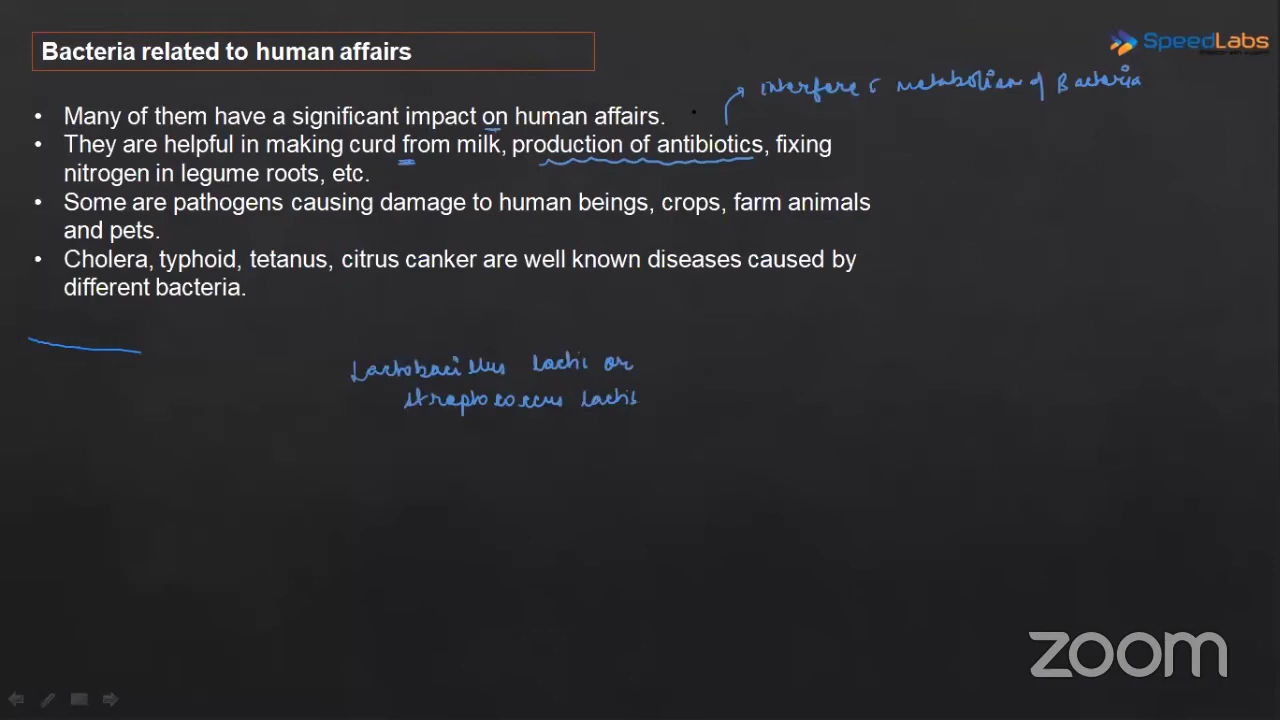 Bacteria related to human affairs
SpeedLabs
interfere c metabolism of Bacteria
• Many of them have a significant impact on human affairs.
• They are helpful in making curd from milk, production of antibiotics, fixing
nitrogen in legume roots, etc.
• Some are pathogens causing damage to human beings, crops, farm animals
and pets.
• Cholera, typhoid, tetanus, citrus canker are well known diseases caused by
different bacteria.
Lactobacillus lacti or
straptococcus lactis
zoom